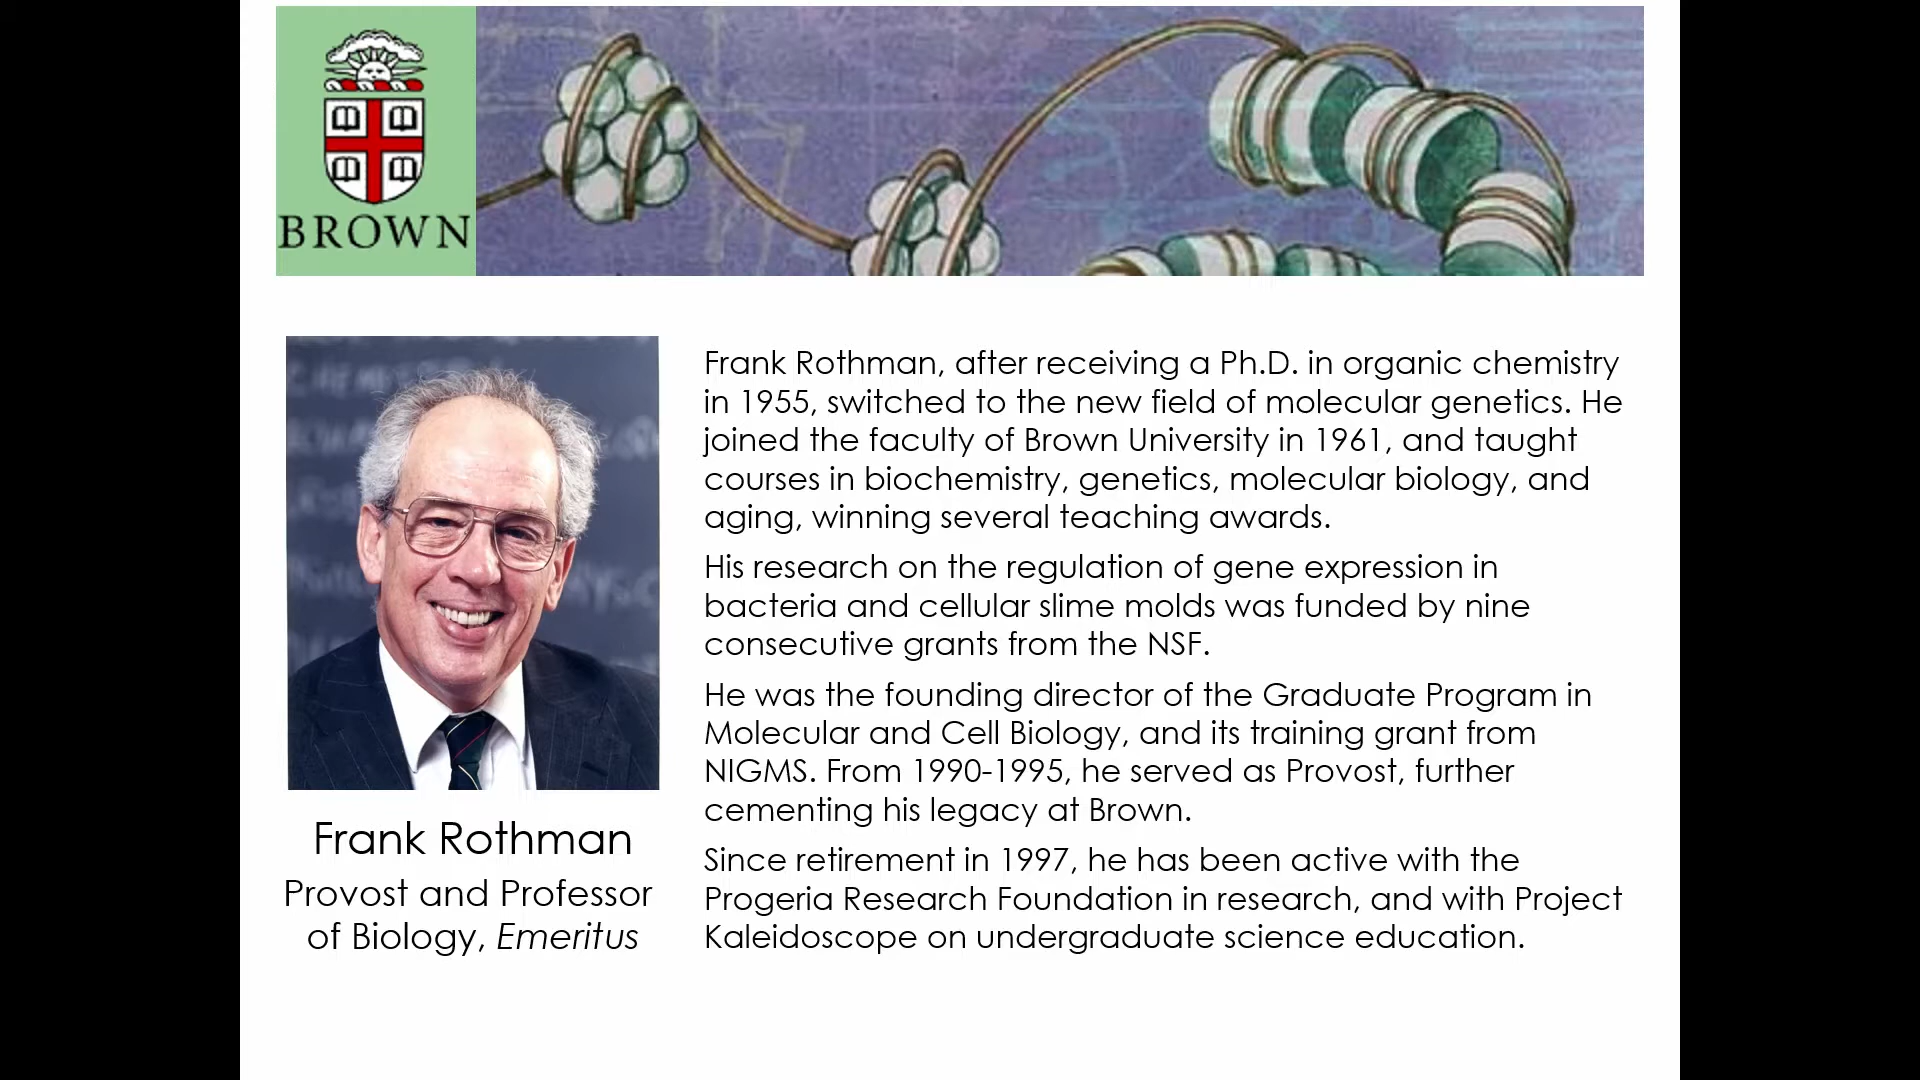 BROWN
Frank Rothman, after receiving a Ph.D. in organic chemistry
in 1955, switched to the new field of molecular genetics. He
joined the faculty of Brown University in 1961, and taught
courses in biochemistry, genetics, molecular biology, and
aging, winning several teaching awards.
His research on the regulation of gene expression in
bacteria and cellular slime molds was funded by nine
consecutive grants from the NSF.
He was the founding director of the Graduate Program in
Molecular and Cell Biology, and its training grant from
NIGMS. From 1990-1995, he served as Provost, further
cementing his legacy at Brown.
Since retirement in 1997, he has been active with the
Progeria Research Foundation in research, and with Project
Kaleidoscope on undergraduate science education.
Frank Rothman
Provost and Professor
of Biology, Emeritus